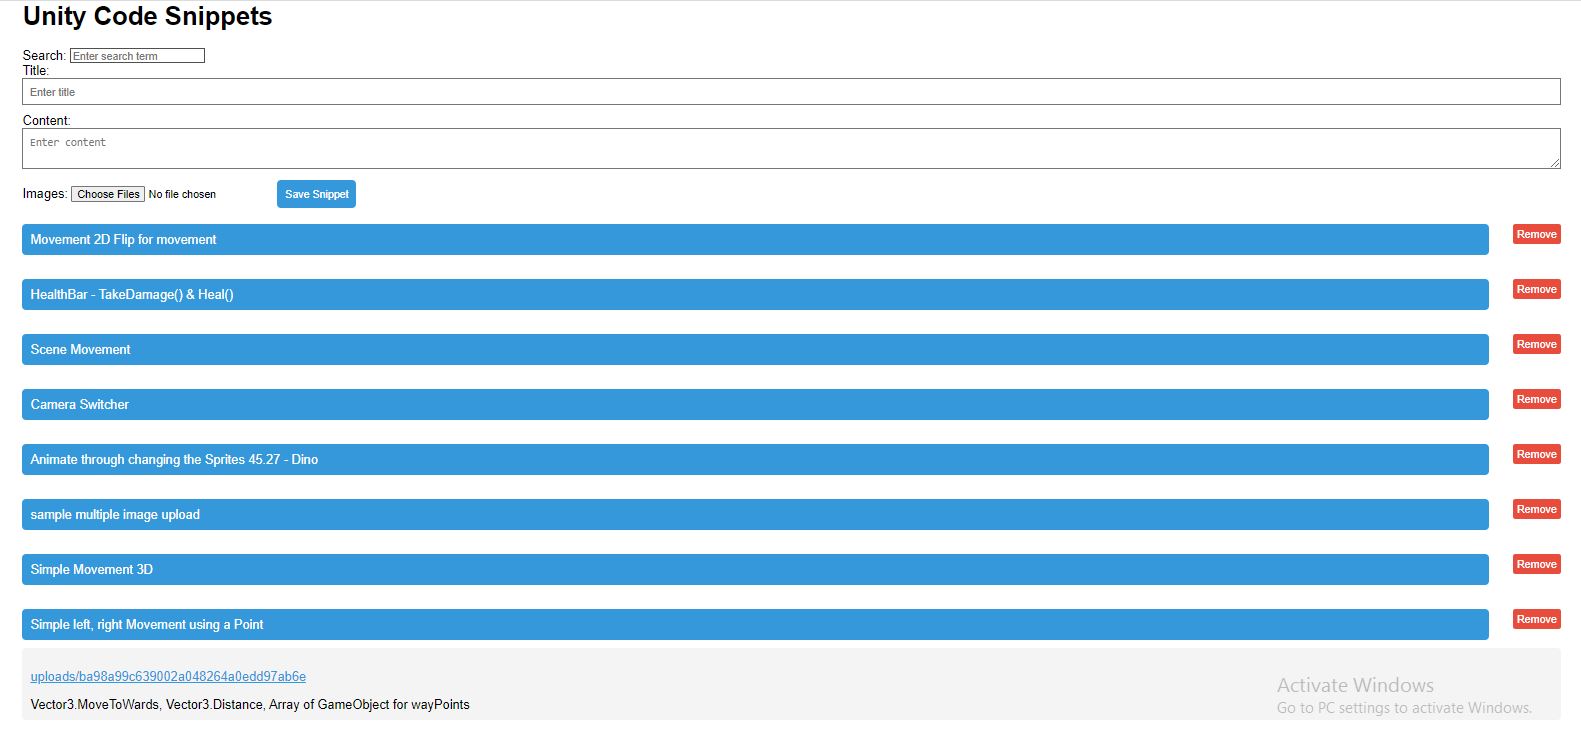 Unity Code Snippets
Search: Enter search term
Title:
Enter title
Content:
Enter content
Images: Choose Files No file chosen Save Snippet
Movement 2D Flip for movement Remove
HealthBar - TakeDamage() & Heal() Remove
Scene Movement Remove
Camera Switcher Remove
Animate through changing the Sprites 45.27 - Dino Remove
sample multiple image upload Remove
Simple Movement 3D Remove
Simple left, right Movement using a Point Remove
uploads/ba98a99c639002a048264a0edd97ab6e
Vector3.MoveToWards, Vector3.Distance, Array of GameObject for wayPoints
Activate Windows
Go to PC settings to activate Windows.